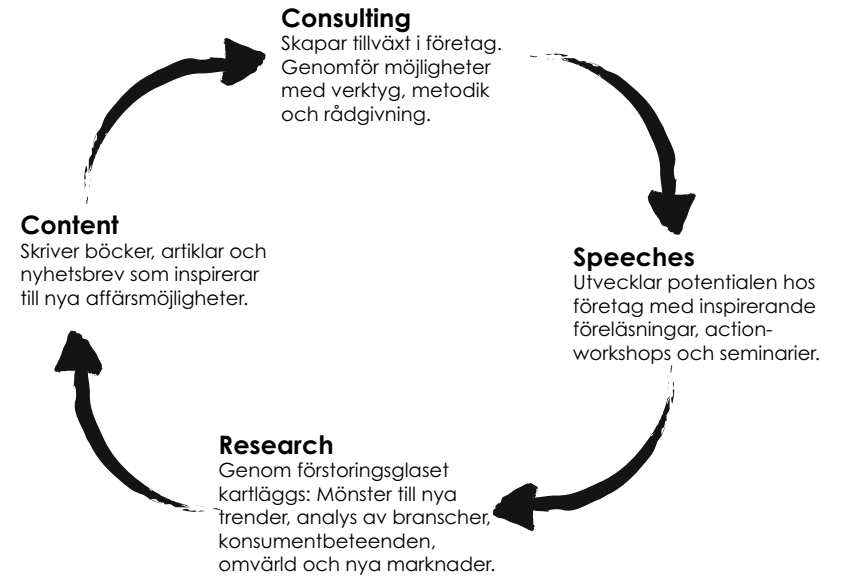 Consulting
Skapar tillväxt i företag.
Genomför möjligheter
med verktyg, metodik
och rådgivning.
Content
Skriver böcker, artiklar och
nyhetsbrev som inspirerar
till nya affärsmöjligheter.
Speeches
Utvecklar potentialen hos
företag med inspirerande
föreläsningar, action-
workshops och seminarier.
Research
Genom förstoringsglaset
kartläggs: Mönster till nya
trender, analys av branscher,
konsumentbeteenden,
omvärld och nya marknader.